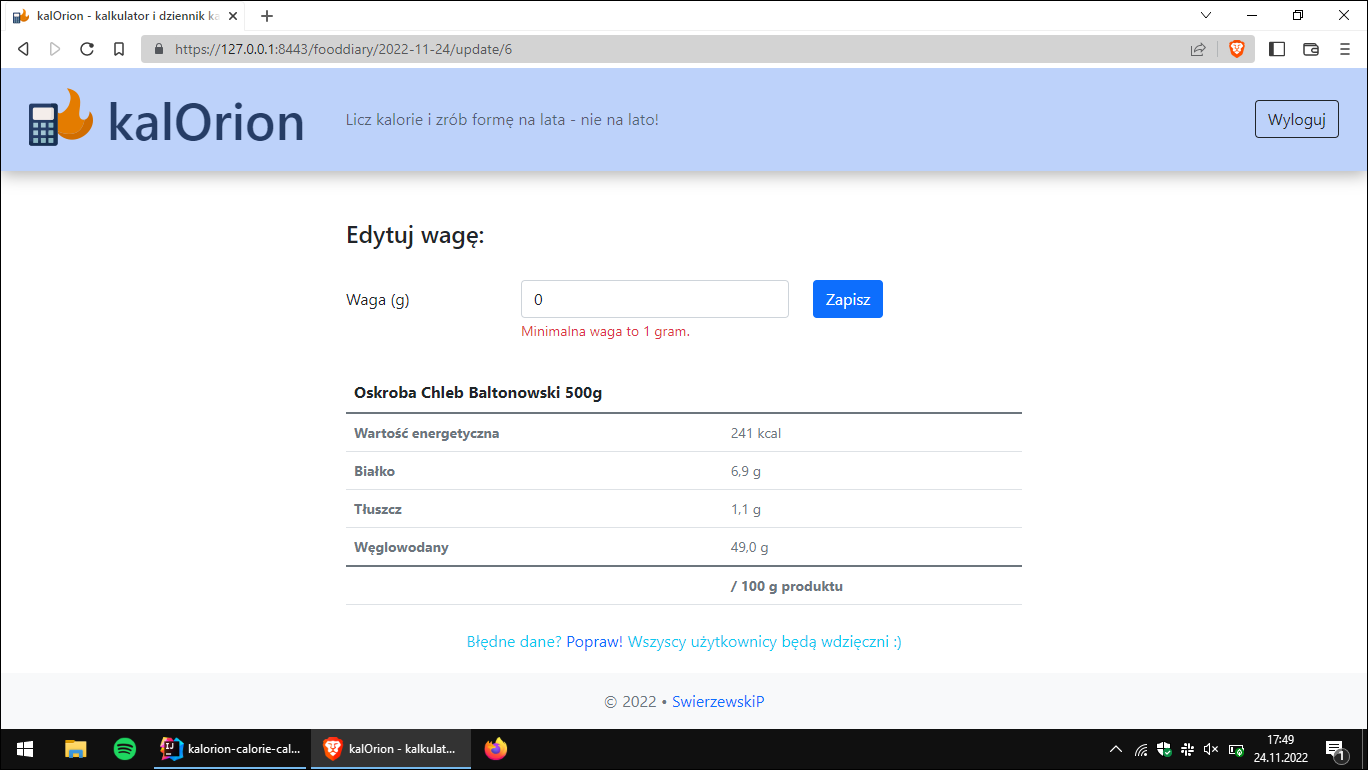 kalOrion - kalkulator i dziennik ka
https://127.0.0.1:8443/fooddiary/2022-11-24/update/6
kalOrion
Licz kalorie i zrób formę na lata - nie na lato!
Wyloguj
Edytuj wagę:
Waga (g)
0
Zapisz
Minimalna waga to 1 gram.
Oskroba Chleb Baltonowski 500g
Wartość energetyczna 241 kcal
Białko 6,9 g
Tłuszcz 1,1 g
Węglowodany 49,0 g
/ 100 g produktu
Błędne dane? Popraw! Wszyscy użytkownicy będą wdzięczni :)
© 2022 • SwierzewskiP
kalorion-calorie-cal...
kalOrion - kalkulat...
17:49
24.11.2022
1